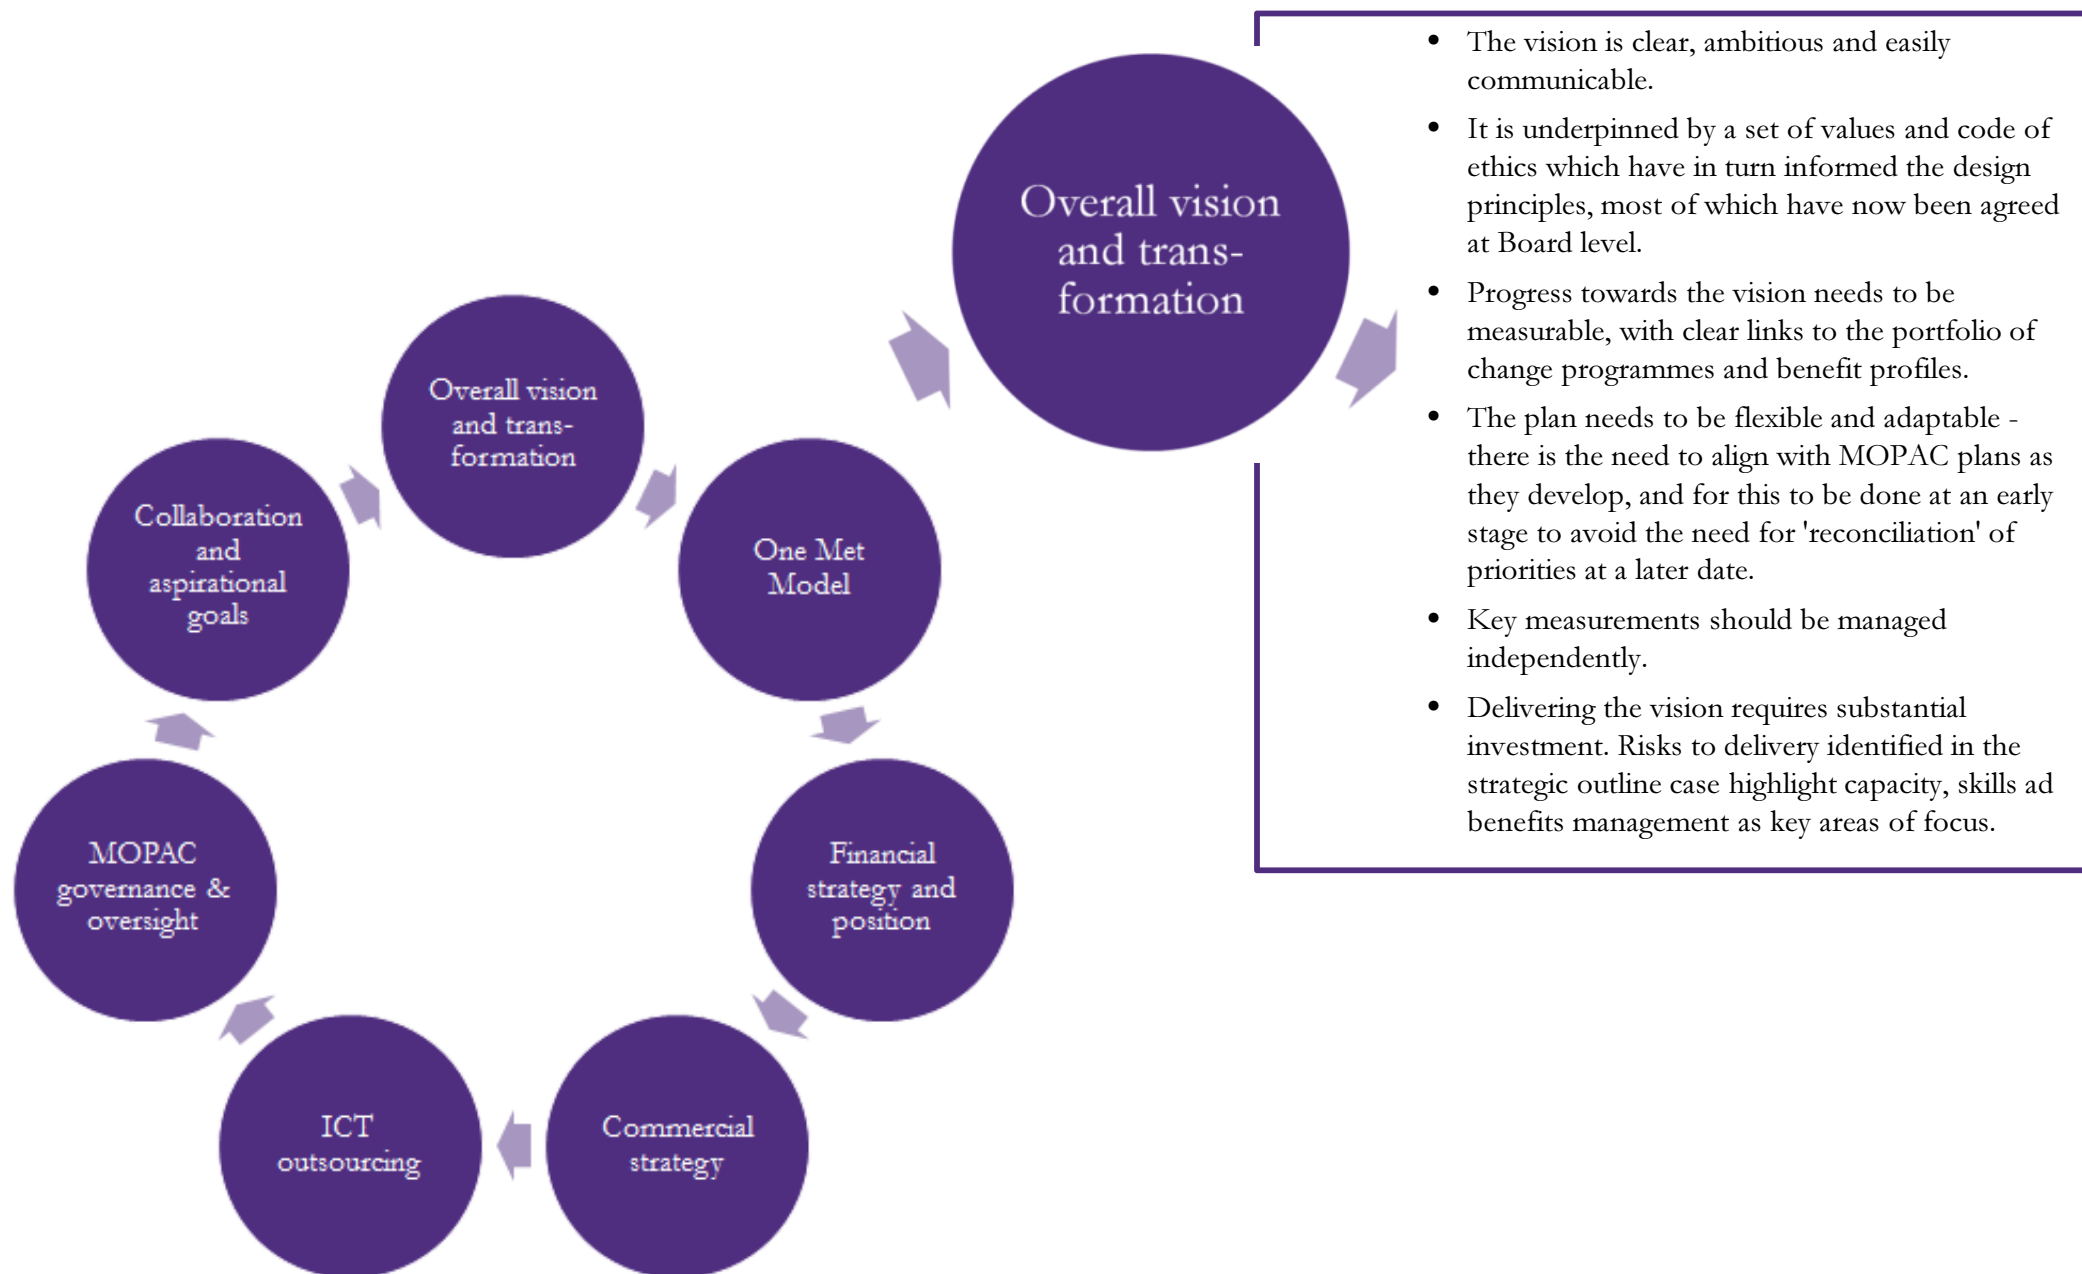 Overall vision
and trans-
formation
• The vision is clear, ambitious and easily
communicable.
• It is underpinned by a set of values and code of
ethics which have in turn informed the design
principles, most of which have now been agreed
at Board level.
• Progress towards the vision needs to be
measurable, with clear links to the portfolio of
change programmes and benefit profiles.
• The plan needs to be flexible and adaptable -
there is the need to align with MOPAC plans as
they develop, and for this to be done at an early
stage to avoid the need for 'reconciliation' of
priorities at a later date.
• Key measurements should be managed
independently.
• Delivering the vision requires substantial
investment. Risks to delivery identified in the
strategic outline case highlight capacity, skills ad
benefits management as key areas of focus.
Overall vision
and trans-
formation
One Met
Model
Financial
strategy and
position
Commercial
strategy
ICT
outsourcing
MOPAC
governance &
oversight
Collaboration
and
aspirational
goals